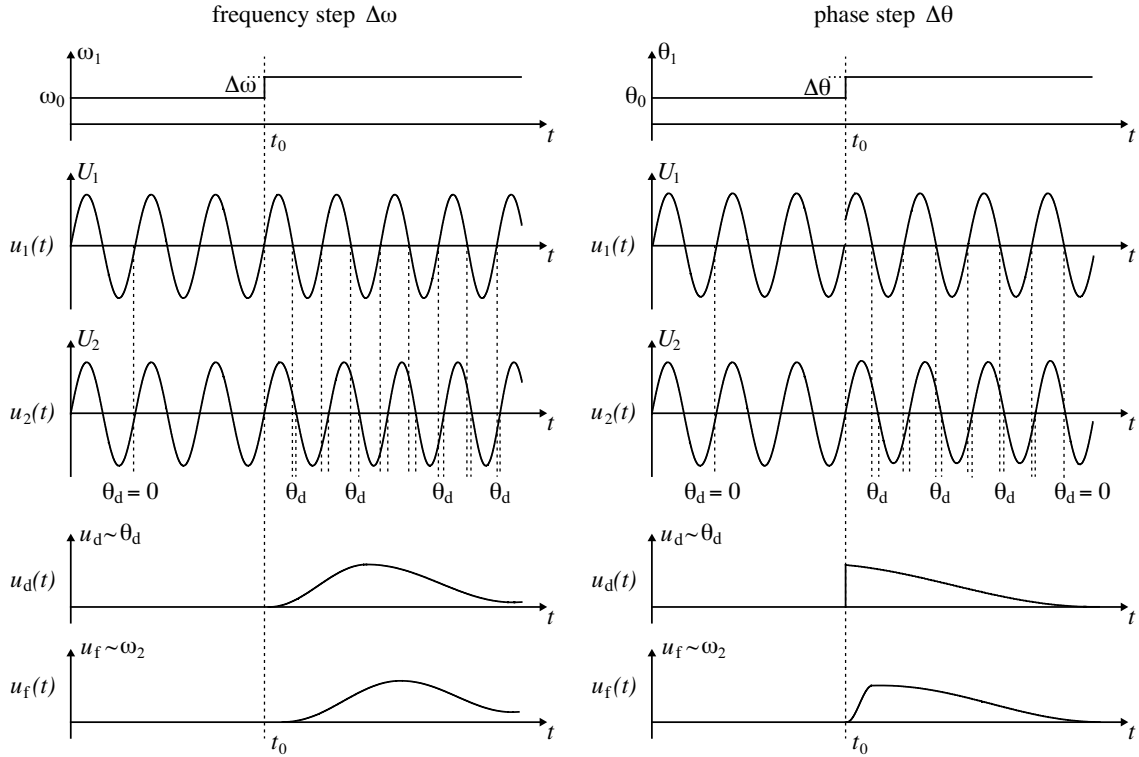 frequency step Δω
ω₁
Δω
ω₀
t
t₀
U₁
u₁(t)
t
U₂
u₂(t)
t
θd = 0
θd
θd
θd
θd
ud ~ θd
ud(t)
t
uf ~ ω₂
uf(t)
t
t₀
phase step Δθ
θ₁
Δθ
θ₀
t
t₀
U₁
u₁(t)
t
U₂
u₂(t)
t
θd = 0
θd
θd
θd
θd = 0
ud ~ θd
ud(t)
t
uf ~ ω₂
uf(t)
t
t₀